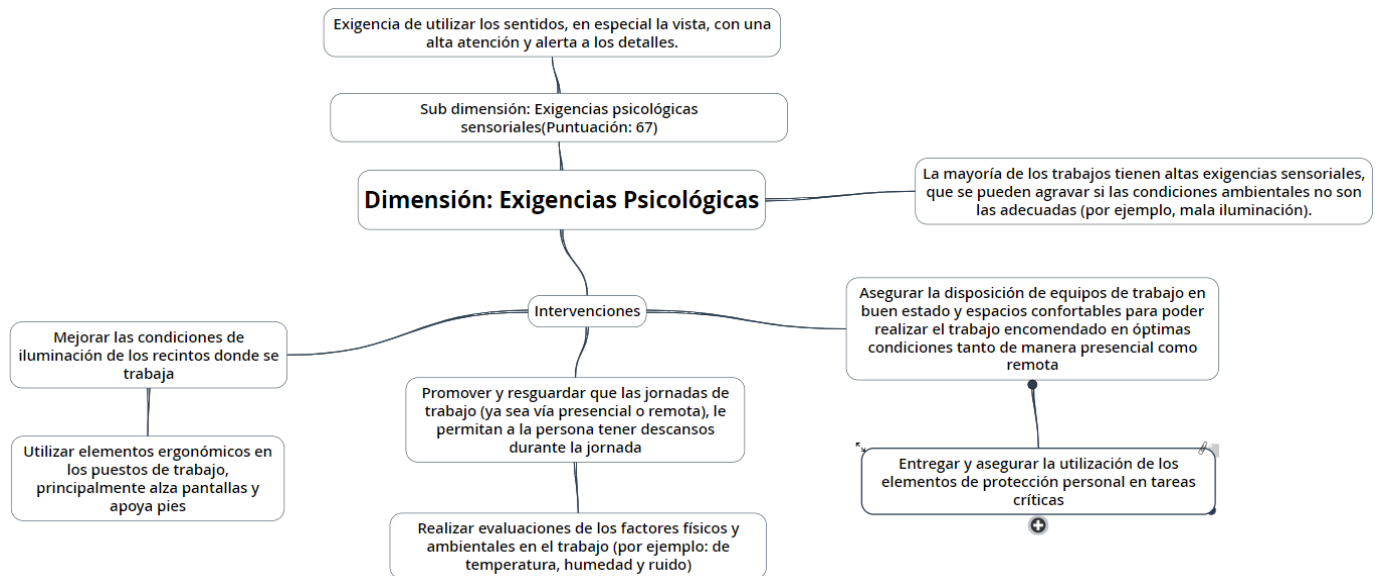 Exigencia de utilizar los sentidos, en especial la vista, con una
alta atención y alerta a los detalles.
Sub dimensión: Exigencias psicológicas
sensoriales(Puntuación: 67)
Dimensión: Exigencias Psicológicas
La mayoría de los trabajos tienen altas exigencias sensoriales,
que se pueden agravar si las condiciones ambientales no son
las adecuadas (por ejemplo, mala iluminación).
Intervenciones
Mejorar las condiciones de
iluminación de los recintos donde se
trabaja
Utilizar elementos ergonómicos en
los puestos de trabajo,
principalmente alza pantallas y
apoya pies
Promover y resguardar que las jornadas de
trabajo (ya sea vía presencial o remota), le
permitan a la persona tener descansos
durante la jornada
Realizar evaluaciones de los factores físicos y
ambientales en el trabajo (por ejemplo: de
temperatura, humedad y ruido)
Asegurar la disposición de equipos de trabajo en
buen estado y espacios confortables para poder
realizar el trabajo encomendado en óptimas
condiciones tanto de manera presencial como
remota
Entregar y asegurar la utilización de los
elementos de protección personal en tareas
críticas